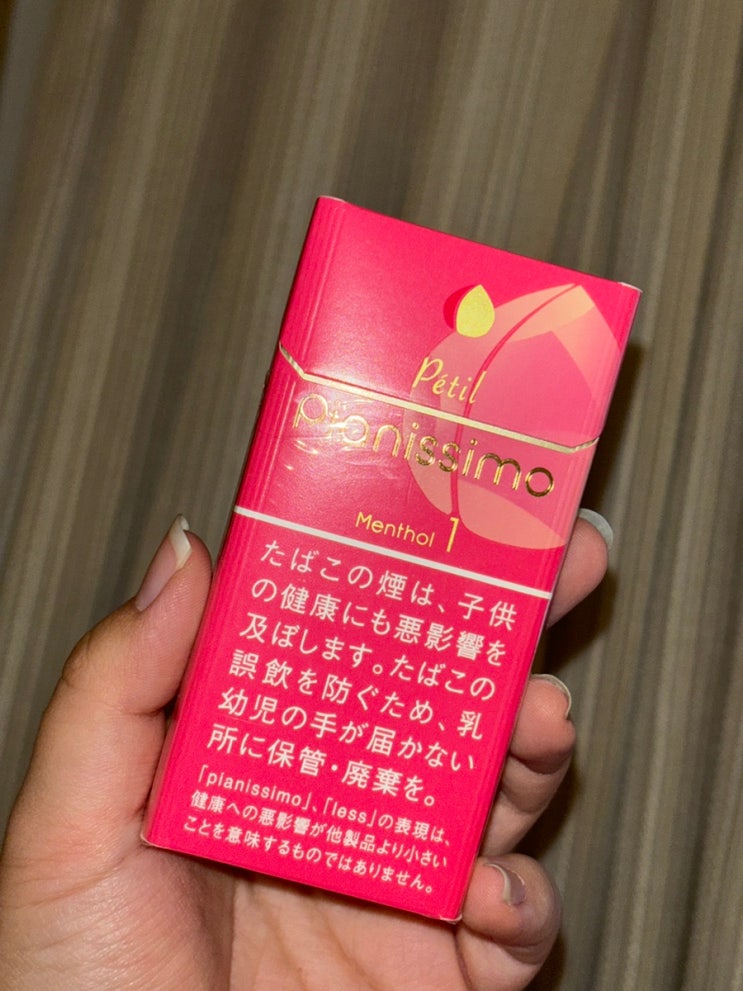 Pétil
pianissimo
Menthol 1
たばこの煙は、子供
の健康にも悪影響を
及ぼします。たばこの
誤飲を防ぐため、乳
幼児の手が届かない
所に保管・廃棄を。
「pianissimo」、「less」の表現は、
健康への悪影響が他製品より小さい
ことを意味するものではありません。